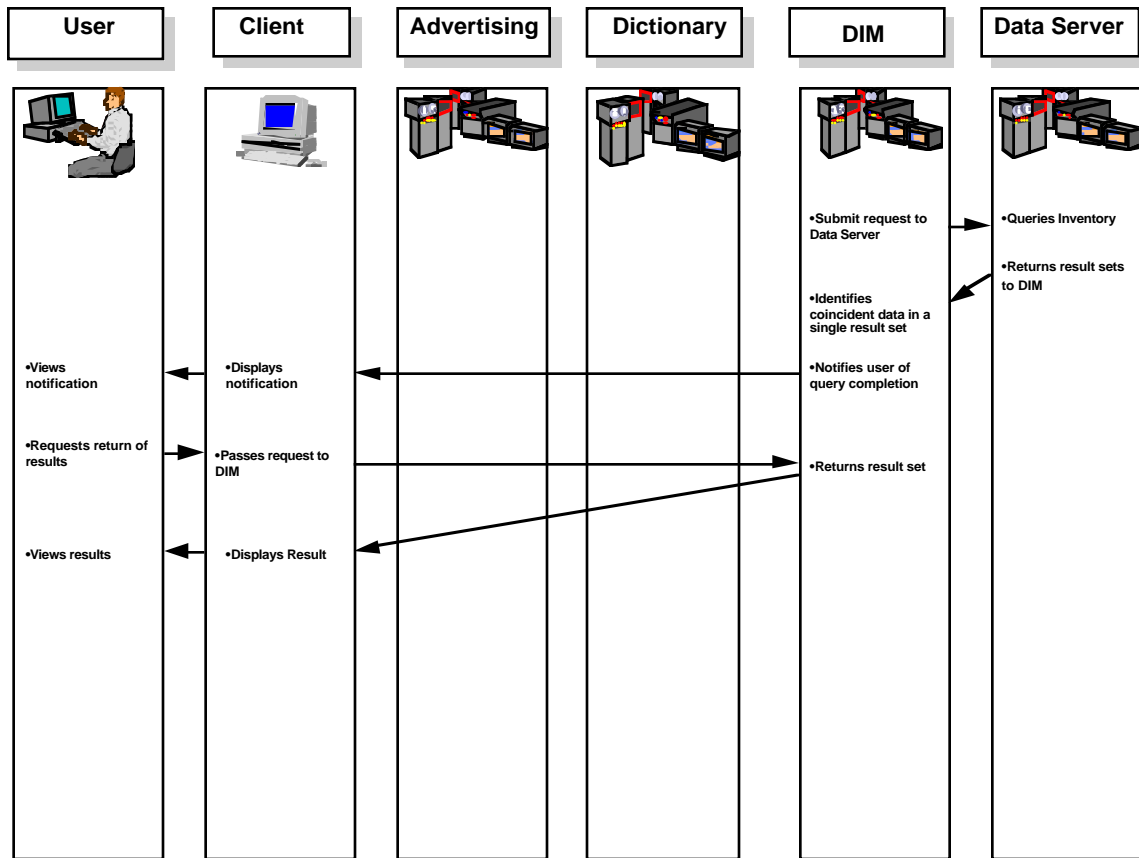 User
Client
Advertising
Dictionary
DIM
Data Server
•Submit request to
Data Server
•Queries Inventory
•Returns result sets
to DIM
•Identifies
coincident data in a
single result set
•Views
notification
•Displays
notification
•Notifies user of
query completion
•Requests return of
results
•Passes request to
DIM
•Returns result set
•Views results
•Displays Result